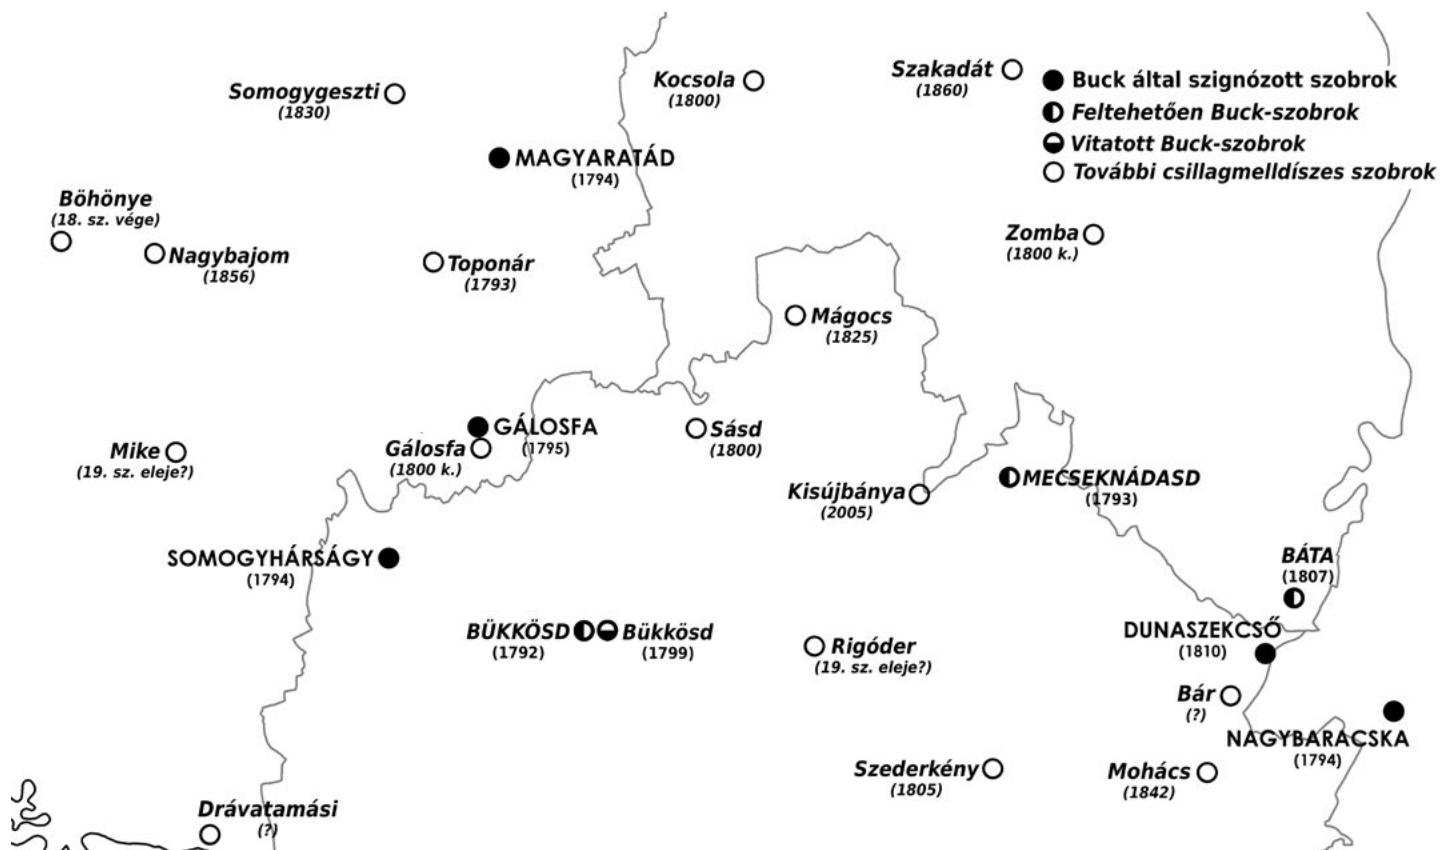 Somogygeszti
(1830)
Kocsola
(1800)
Szakadát
(1860)
Buck által szignózott szobrok
Feltehetően Buck-szobrok
Vitatott Buck-szobrok
További csillagmelldíszes szobrok
MAGYARATÁD
(1794)
Böhönye
(18. sz. vége)
Nagybajom
(1856)
Toponár
(1793)
Zomba
(1800 k.)
Mágocs
(1825)
Mike
(19. sz. eleje?)
GÁLOSFA
(1795)
Gálosfa
(1800 k.)
Sásd
(1800)
Kisújbánya
(2005)
MECSEKNÁDASD
(1793)
SOMOGYHÁRSÁGY
(1794)
BÁTA
(1807)
BÜKKÖSD
(1792)
Bükkösd
(1799)
Rigóder
(19. sz. eleje?)
DUNASZEKCSŐ
(1810)
Bár
(?)
NAGYBARACSKA
(1794)
Szederkény
(1805)
Mohács
(1842)
Drávatamási
(?)